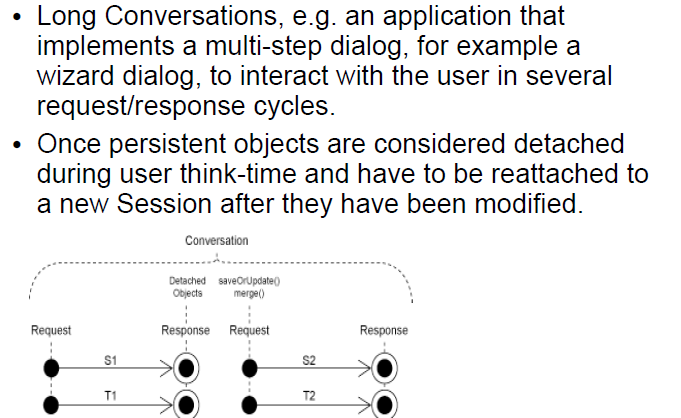 • Long Conversations, e.g. an application that
implements a multi-step dialog, for example a
wizard dialog, to interact with the user in several
request/response cycles.
• Once persistent objects are considered detached
during user think-time and have to be reattached to
a new Session after they have been modified.
Conversation
Detached saveOrUpdate()
Objects merge()
Request Response Request Response
S1 S2
T1 T2